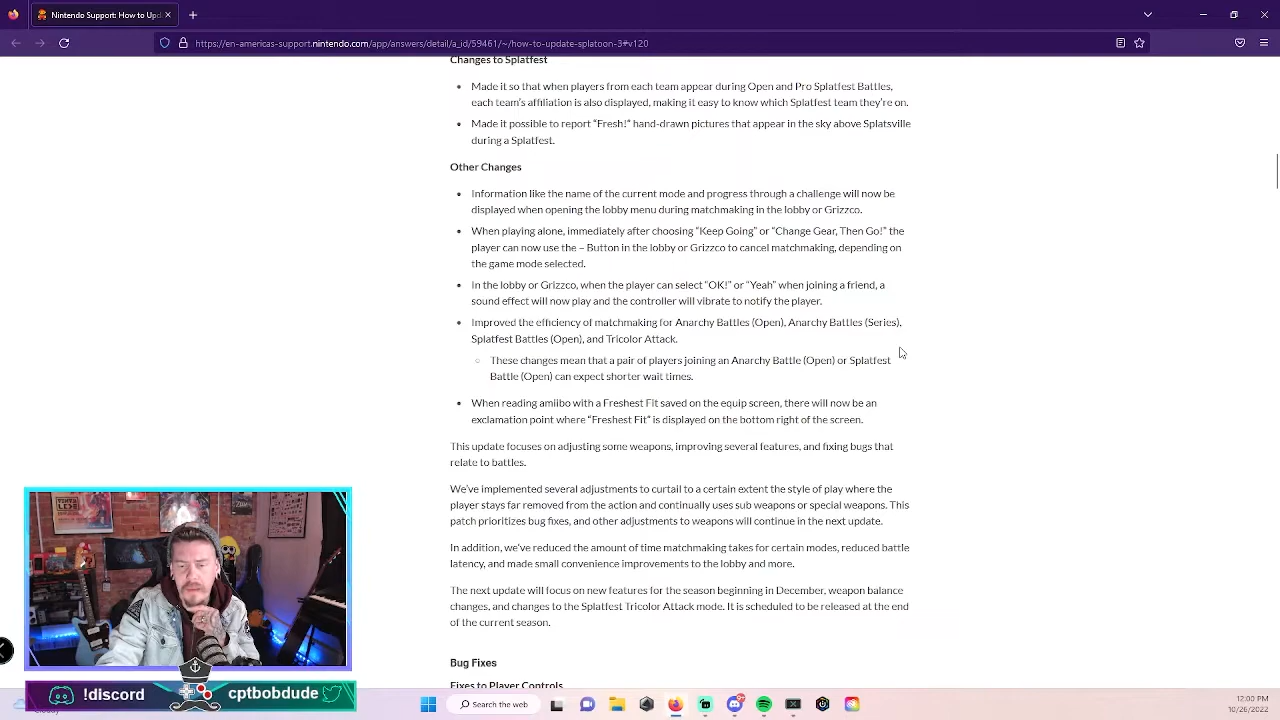 Nintendo Support: How to Upd
https://en-americas-support.nintendo.com/app/answers/detail/a_id/59461/~/how-to-update-splatoon-3#v120
Changes to Splatfest
Made it so that when players from each team appear during Open and Pro Splatfest Battles,
each team's affiliation is also displayed, making it easy to know which Splatfest team they're on.
Made it possible to report "Fresh!" hand-drawn pictures that appear in the sky above Splatsville
during a Splatfest.
Other Changes
Information like the name of the current mode and progress through a challenge will now be
displayed when opening the lobby menu during matchmaking in the lobby or Grizzco.
When playing alone, immediately after choosing "Keep Going" or "Change Gear, Then Go!" the
player can now use the – Button in the lobby or Grizzco to cancel matchmaking, depending on
the game mode selected.
In the lobby or Grizzco, when the player can select "OK!" or "Yeah" when joining a friend, a
sound effect will now play and the controller will vibrate to notify the player.
Improved the efficiency of matchmaking for Anarchy Battles (Open), Anarchy Battles (Series),
Splatfest Battles (Open), and Tricolor Attack.
These changes mean that a pair of players joining an Anarchy Battle (Open) or Splatfest
Battle (Open) can expect shorter wait times.
When reading amiibo with a Freshest Fit saved on the equip screen, there will now be an
exclamation point where "Freshest Fit" is displayed on the bottom right of the screen.
This update focuses on adjusting some weapons, improving several features, and fixing bugs that
relate to battles.
We've implemented several adjustments to curtail to a certain extent the style of play where the
player stays far removed from the action and continually uses sub weapons or special weapons. This
patch prioritizes bug fixes, and other adjustments to weapons will continue in the next update.
In addition, we've reduced the amount of time matchmaking takes for certain modes, reduced battle
latency, and made small convenience improvements to the lobby and more.
The next update will focus on new features for the season beginning in December, weapon balance
changes, and changes to the Splatfest Tricolor Attack mode. It is scheduled to be released at the end
of the current season.
Bug Fixes
Fixes to Player Controls
!discord
cptbobdude
Cloudy
Search the web
12:00 PM
10/26/2022